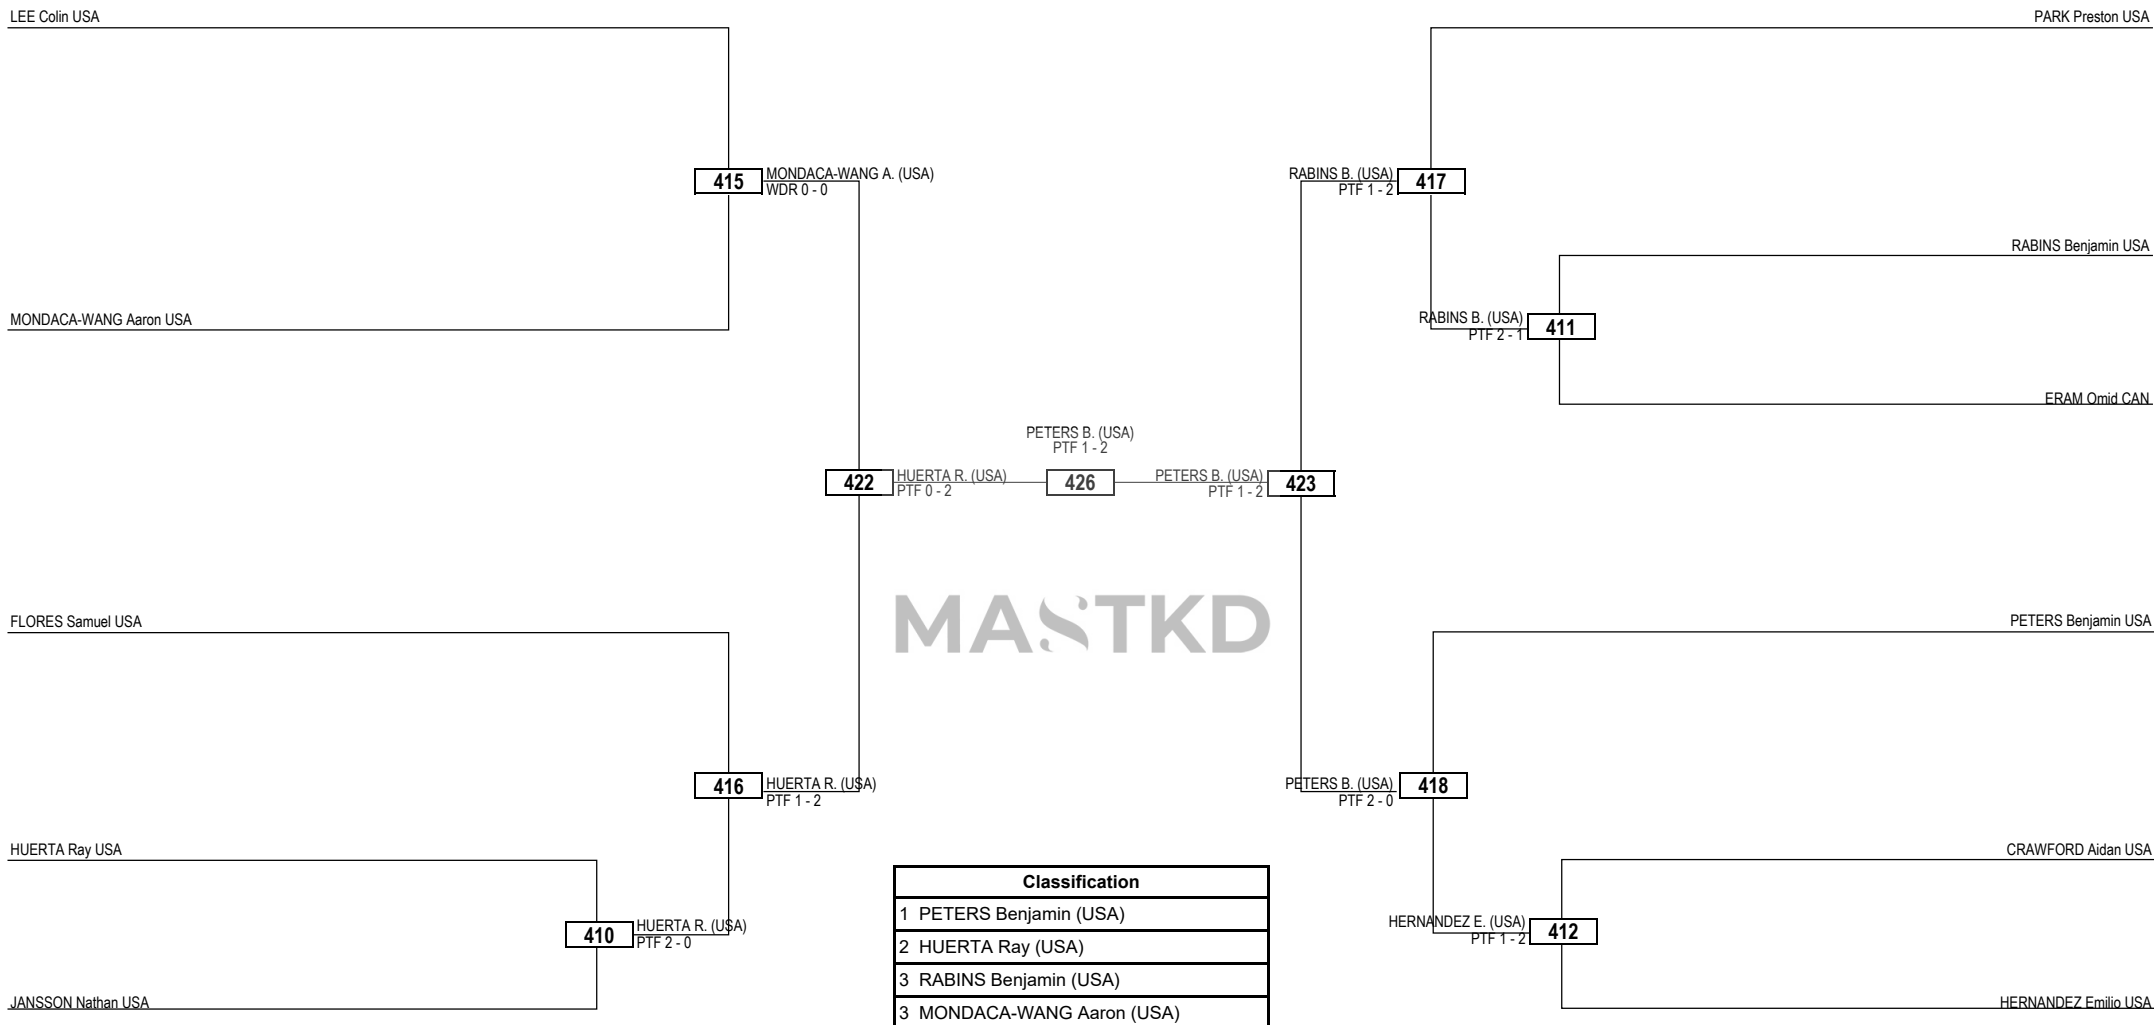 LEE Colin USA
PARK Preston USA
415
MONDACA-WANG A. (USA)
WDR 0 - 0
RABINS B. (USA)
PTF 1 - 2
417
RABINS Benjamin USA
MONDACA-WANG Aaron USA
RABINS B. (USA)
PTF 2 - 1
411
ERAM Omid CAN
PETERS B. (USA)
PTF 1 - 2
422
HUERTA R. (USA)
PTF 0 - 2
426
PETERS B. (USA)
PTF 1 - 2
423
MASTKD
FLORES Samuel USA
PETERS Benjamin USA
416
HUERTA R. (USA)
PTF 1 - 2
PETERS B. (USA)
PTF 2 - 0
418
HUERTA Ray USA
CRAWFORD Aidan USA
410
HUERTA R. (USA)
PTF 2 - 0
HERNANDEZ E. (USA)
PTF 1 - 2
412
JANSSON Nathan USA
HERNANDEZ Emilio USA
Classification
1 PETERS Benjamin (USA)
2 HUERTA Ray (USA)
3 RABINS Benjamin (USA)
3 MONDACA-WANG Aaron (USA)